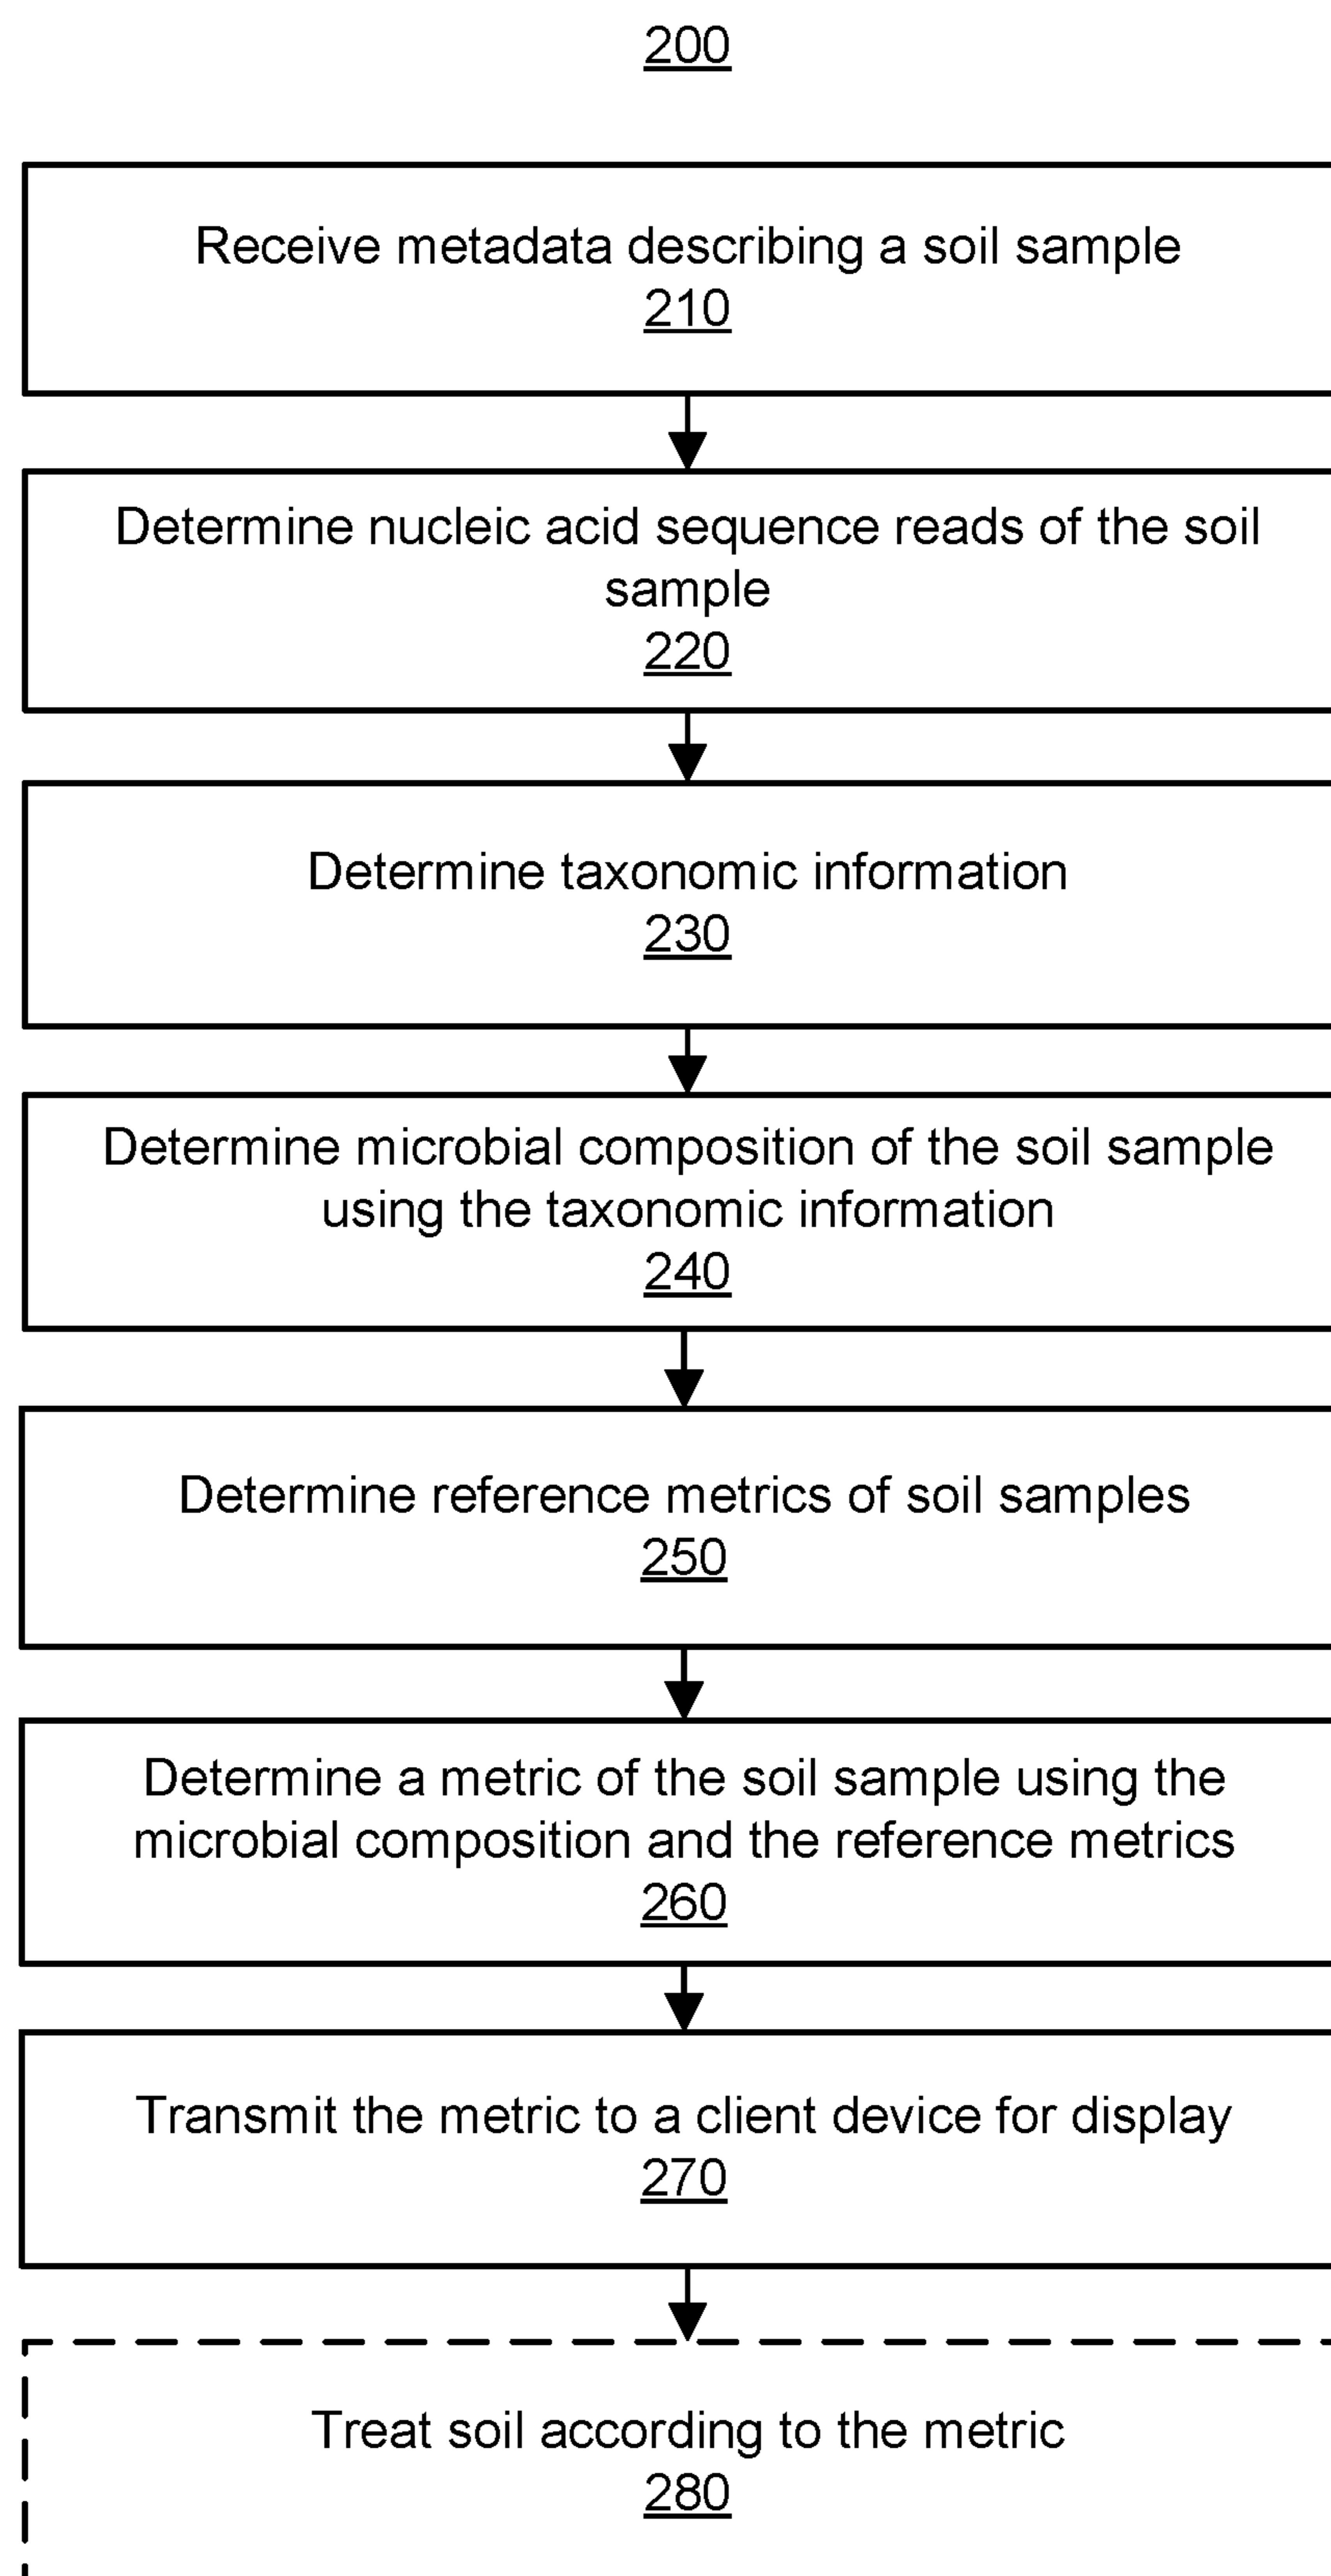 200
Receive metadata describing a soil sample
210
Determine nucleic acid sequence reads of the soil
sample
220
Determine taxonomic information
230
Determine microbial composition of the soil sample
using the taxonomic information
240
Determine reference metrics of soil samples
250
Determine a metric of the soil sample using the
microbial composition and the reference metrics
260
Transmit the metric to a client device for display
270
Treat soil according to the metric
280